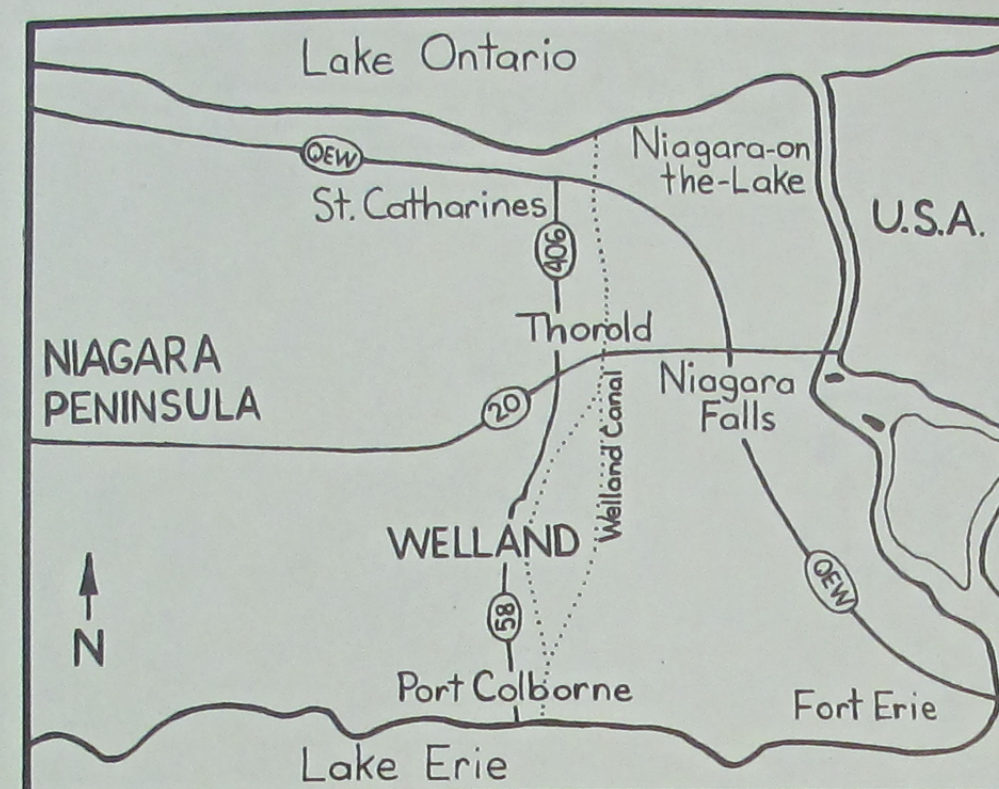 Lake Ontario
QEW
Niagara-on
the-Lake
St. Catharines
U.S.A.
406
Thorold
NIAGARA
PENINSULA
20
Niagara
Falls
Welland Canal
WELLAND
QEW
58
N
Port Colborne
Fort Erie
Lake Erie